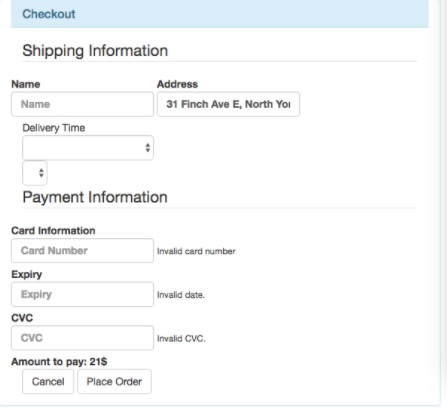 Checkout
Shipping Information
Name Address
Name 31 Finch Ave E, North Yor
Delivery Time
Payment Information
Card Information
Card Number Invalid card number
Expiry
Expiry Invalid date.
CVC
CVC Invalid CVC.
Amount to pay: 21$
Cancel Place Order